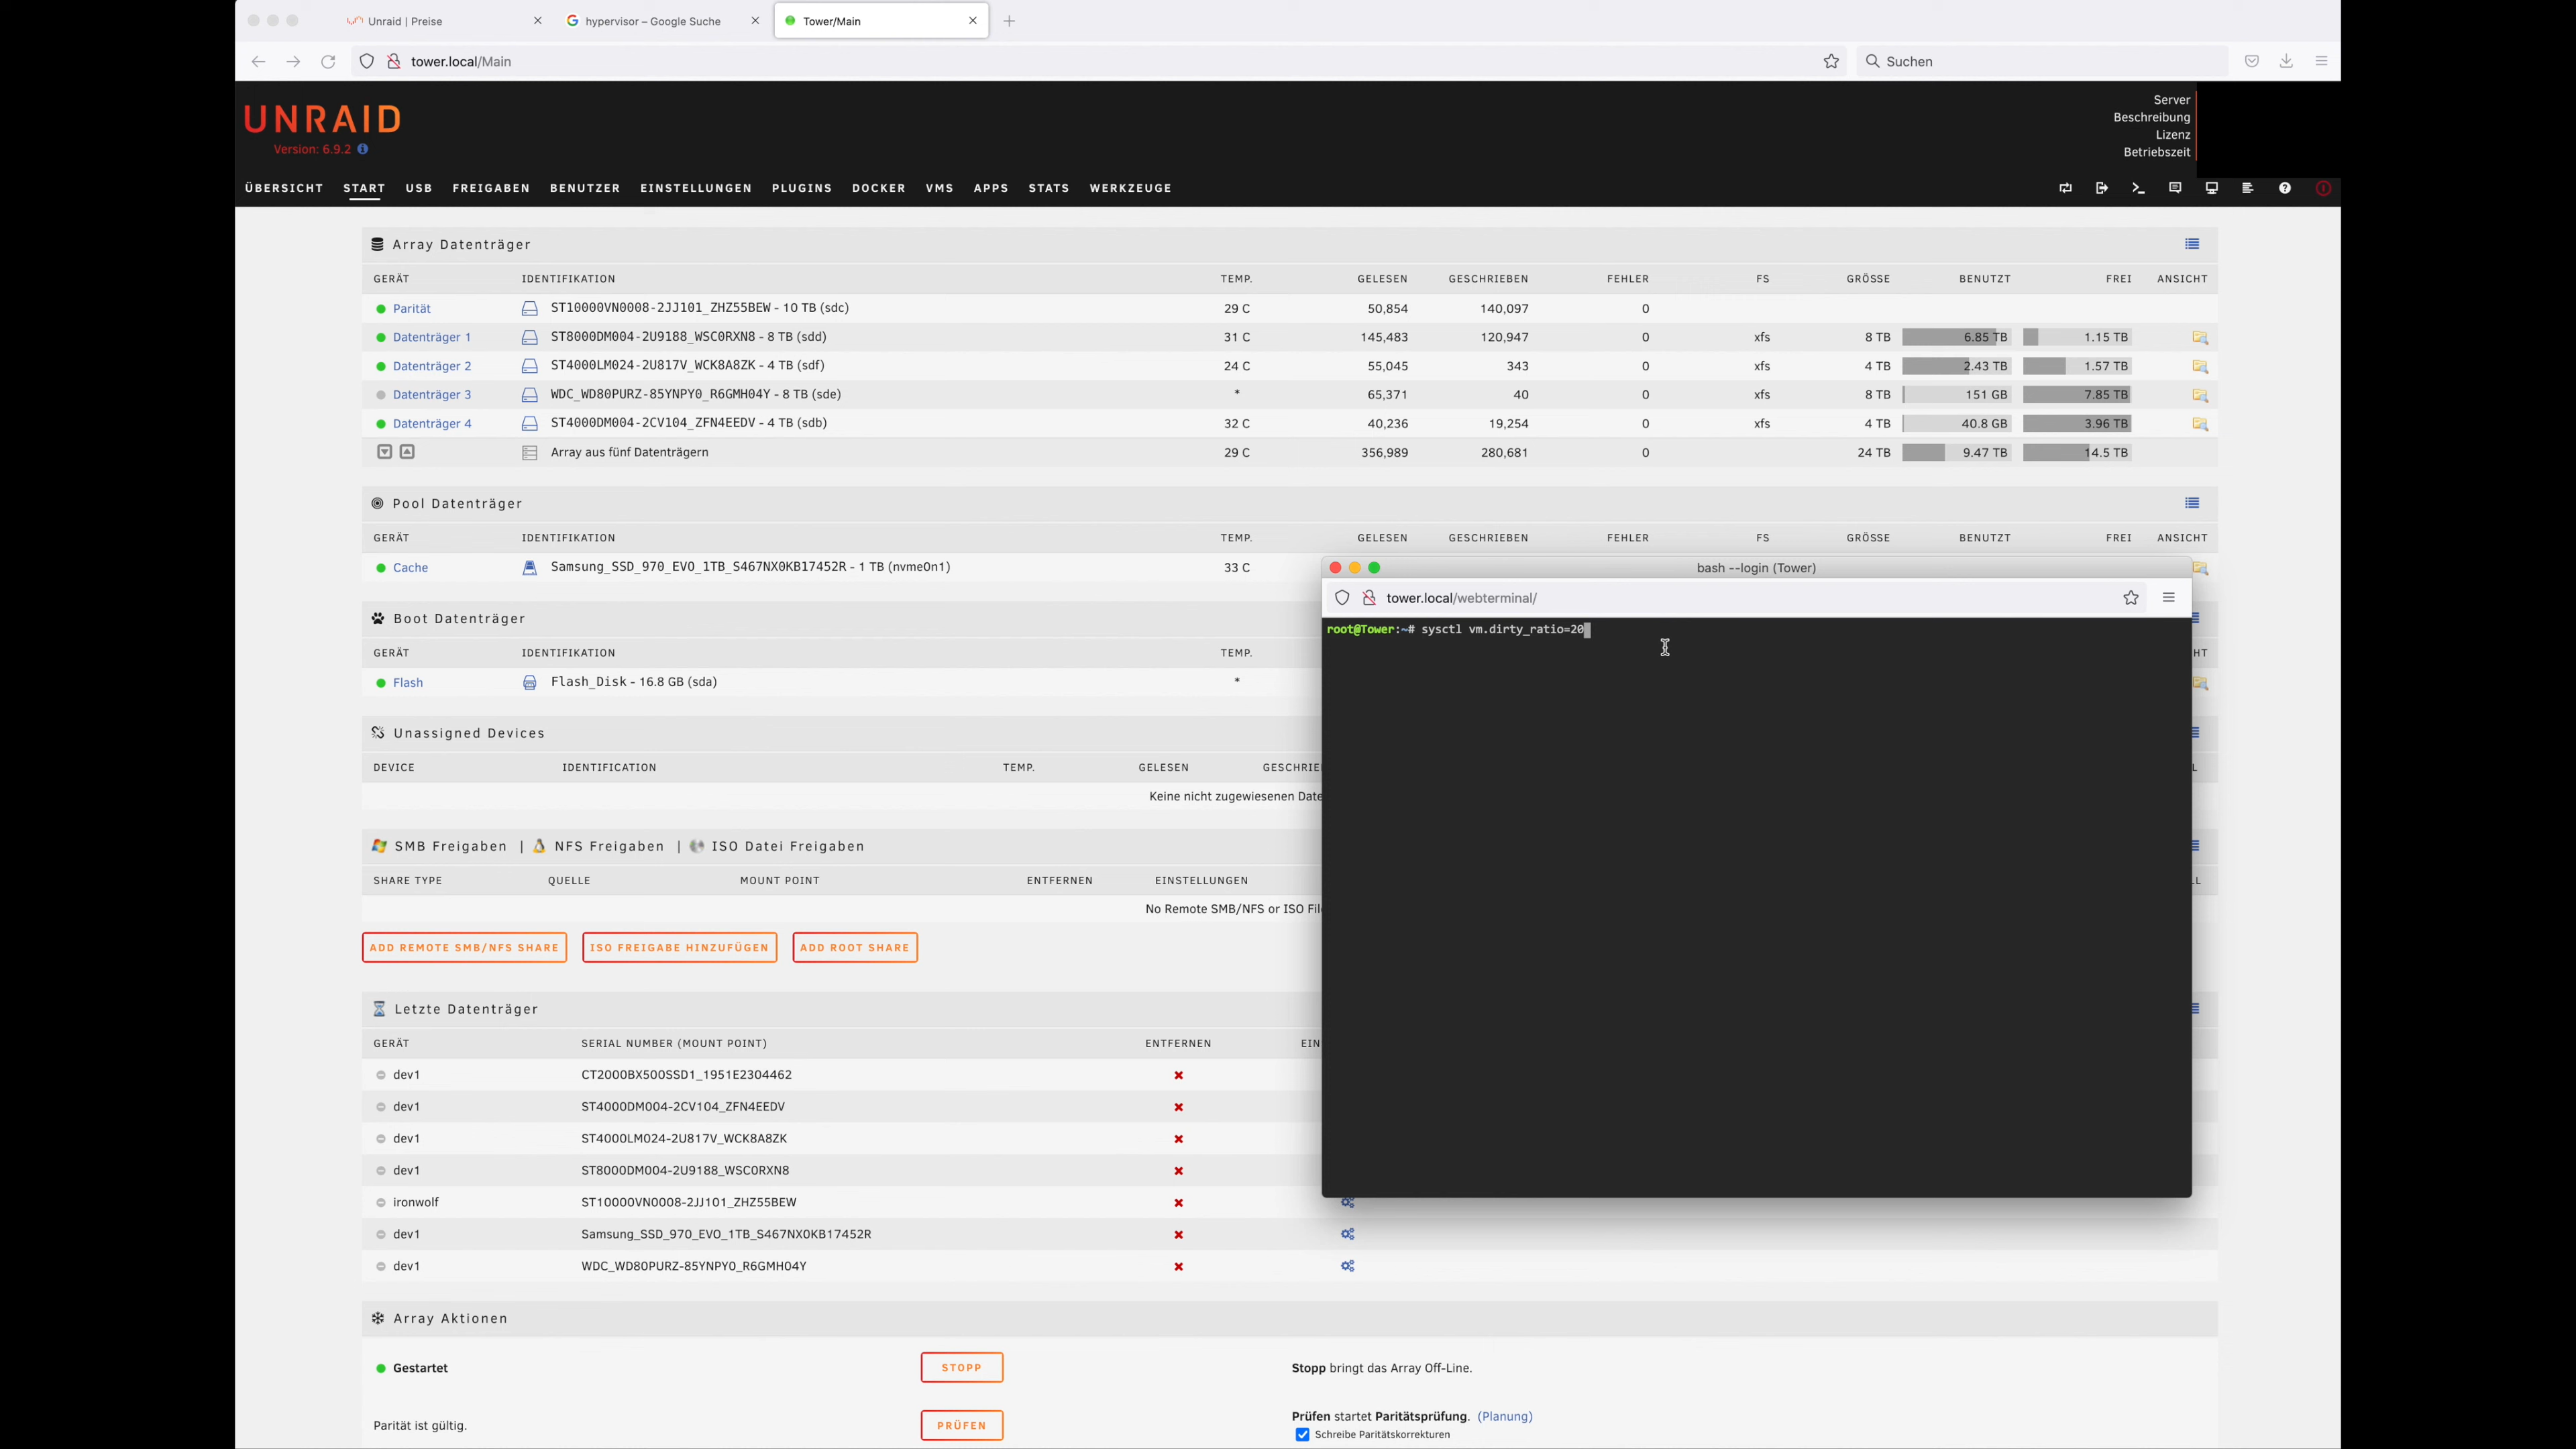 Unraid | Preise
hypervisor – Google Suche
Tower/Main
tower.local/Main
Suchen
UNRAID
Version: 6.9.2
Server
Beschreibung
Lizenz
Betriebszeit
ÜBERSICHT START USB FREIGABEN BENUTZER EINSTELLUNGEN PLUGINS DOCKER VMS APPS STATS WERKZEUGE
Array Datenträger
GERÄT IDENTIFIKATION TEMP. GELESEN GESCHRIEBEN FEHLER FS GRÖSSE BENUTZT FREI ANSICHT
Parität ST10000VN0008-2JJ101_ZHZ55BEW - 10 TB (sdc) 29 C 50,854 140,097 0
Datenträger 1 ST8000DM004-2U9188_WSC0RXN8 - 8 TB (sdd) 31 C 145,483 120,947 0 xfs 8 TB 6.85 TB 1.15 TB
Datenträger 2 ST4000LM024-2U817V_WCK8A8ZK - 4 TB (sdf) 24 C 55,045 343 0 xfs 4 TB 2.43 TB 1.57 TB
Datenträger 3 WDC_WD80PURZ-85YNPY0_R6GMH04Y - 8 TB (sde) * 65,371 40 0 xfs 8 TB 151 GB 7.85 TB
Datenträger 4 ST4000DM004-2CV104_ZFN4EEDV - 4 TB (sdb) 32 C 40,236 19,254 0 xfs 4 TB 40.8 GB 3.96 TB
Array aus fünf Datenträgern 29 C 356,989 280,681 0 24 TB 9.47 TB 14.5 TB
Pool Datenträger
GERÄT IDENTIFIKATION TEMP. GELESEN GESCHRIEBEN FEHLER FS GRÖSSE BENUTZT FREI ANSICHT
Cache Samsung_SSD_970_EVO_1TB_S467NX0KB17452R - 1 TB (nvme0n1) 33 C
Boot Datenträger
GERÄT IDENTIFIKATION TEMP. HT
Flash Flash_Disk - 16.8 GB (sda) *
Unassigned Devices
DEVICE IDENTIFICATION TEMP. GELESEN GESCHRIE L
Keine nicht zugewiesenen Date
SMB Freigaben | NFS Freigaben | ISO Datei Freigaben
SHARE TYPE QUELLE MOUNT POINT ENTFERNEN EINSTELLUNGEN LL
No Remote SMB/NFS or ISO Fil
ADD REMOTE SMB/NFS SHARE ISO FREIGABE HINZUFÜGEN ADD ROOT SHARE
Letzte Datenträger
GERÄT SERIAL NUMBER (MOUNT POINT) ENTFERNEN EIN
dev1 CT2000BX500SSD1_1951E2304462
dev1 ST4000DM004-2CV104_ZFN4EEDV
dev1 ST4000LM024-2U817V_WCK8A8ZK
dev1 ST8000DM004-2U9188_WSC0RXN8
ironwolf ST10000VN0008-2JJ101_ZHZ55BEW
dev1 Samsung_SSD_970_EVO_1TB_S467NX0KB17452R
dev1 WDC_WD80PURZ-85YNPY0_R6GMH04Y
Array Aktionen
Gestartet STOPP Stopp bringt das Array Off-Line.
Parität ist gültig. PRÜFEN Prüfen startet Paritätsprüfung. (Planung)
Schreibe Paritätskorrekturen
bash --login (Tower)
tower.local/webterminal/
root@Tower:~# sysctl vm.dirty_ratio=20